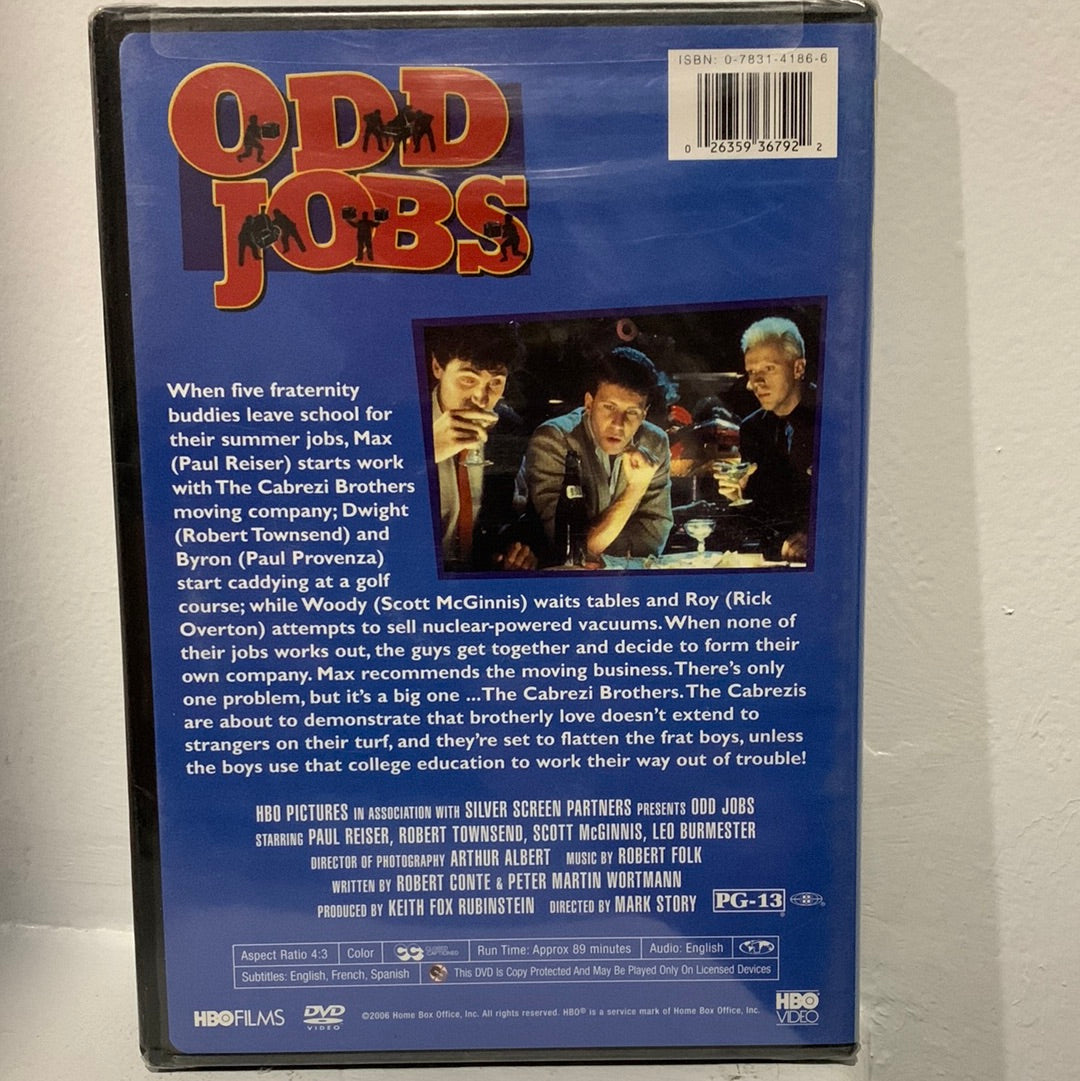 ISBN: 0-7831-4186-6
0 26359 36792 2
ODD
JOBS
When five fraternity
buddies leave school for
their summer jobs, Max
(Paul Reiser) starts work
with The Cabrezi Brothers
moving company; Dwight
(Robert Townsend) and
Byron (Paul Provenza)
start caddying at a golf
course; while Woody (Scott McGinnis) waits tables and Roy (Rick
Overton) attempts to sell nuclear-powered vacuums. When none of
their jobs works out, the guys get together and decide to form their
own company. Max recommends the moving business. There's only
one problem, but it's a big one ...The Cabrezi Brothers. The Cabrezis
are about to demonstrate that brotherly love doesn't extend to
strangers on their turf, and they're set to flatten the frat boys, unless
the boys use that college education to work their way out of trouble!
HBO PICTURES IN ASSOCIATION WITH SILVER SCREEN PARTNERS PRESENTS ODD JOBS
STARRING PAUL REISER, ROBERT TOWNSEND, SCOTT McGINNIS, LEO BURMESTER
DIRECTOR OF PHOTOGRAPHY ARTHUR ALBERT MUSIC BY ROBERT FOLK
WRITTEN BY ROBERT CONTE & PETER MARTIN WORTMANN
PRODUCED BY KEITH FOX RUBINSTEIN DIRECTED BY MARK STORY PG-13
Aspect Ratio 4:3 Color CC CLOSED CAPTIONED Run Time: Approx 89 minutes Audio: English
Subtitles: English, French, Spanish This DVD Is Copy Protected And May Be Played Only On Licensed Devices
HBO FILMS DVD VIDEO ©2006 Home Box Office, Inc. All rights reserved. HBO® is a service mark of Home Box Office, Inc. HBO VIDEO